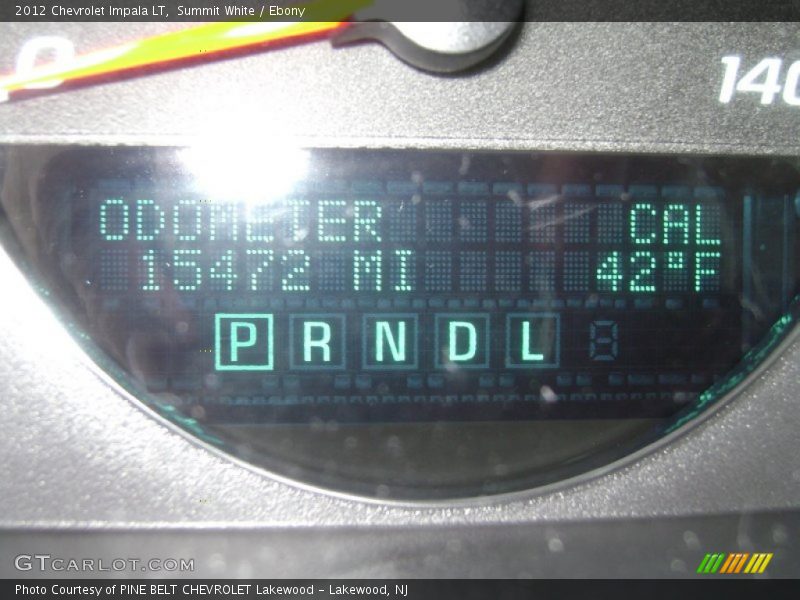 2012 Chevrolet Impala LT, Summit White / Ebony
0
140
ODOMETER CAL
15472 MI 42°F
P R N D L
GTCARLOT.COM
Photo Courtesy of PINE BELT CHEVROLET Lakewood - Lakewood, NJ